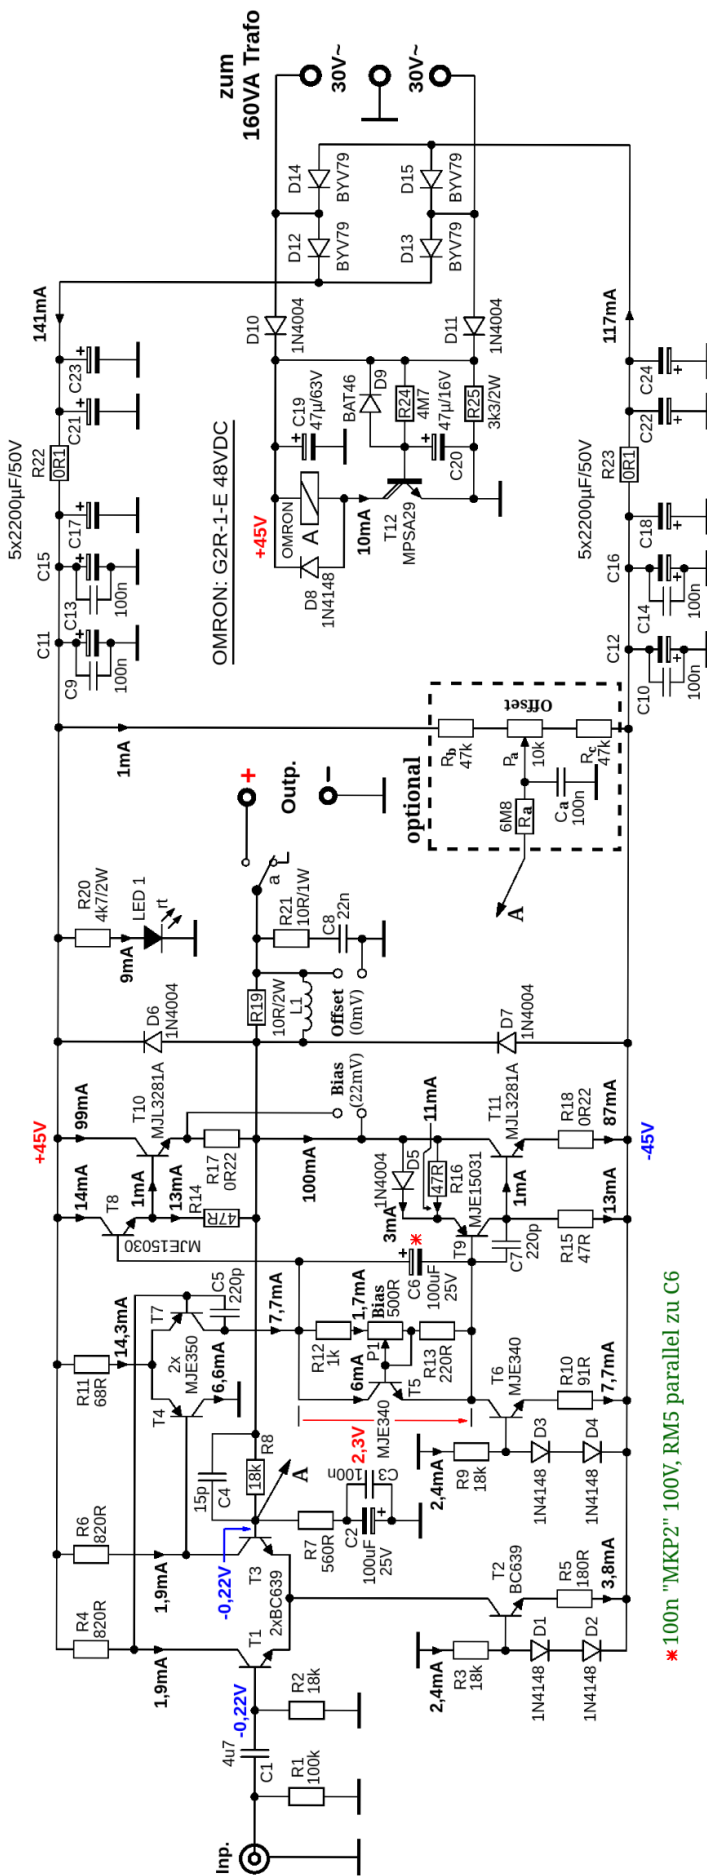 Inp.
R1
100k
4u7
C1
-0,22V
R2
18k
R4
820R
1,9mA
T1
R6
820R
1,9mA
-0,22V
T3
2xBC639
2,4mA
R3
18k
D1
1N4148
D2
1N4148
T2
BC639
R5
180R
3,8mA
15p
C4
R8
18k
A
R7
560R
C2
100uF
25V
C3
100n
R11
68R
14,3mA
T4
T7
2x
MJE350
6,6mA
C5
220p
7,7mA
2,3V
6mA
MJE340
T5
R12
1k
1,7mA
Bias
500R
P1
R13
220R
2,4mA
R9
18k
D3
1N4148
D4
1N4148
T6
MJE340
R10
91R
7,7mA
C6
100uF
25V
*
+45V
14mA
T8
MJE15030
1mA
13mA
R14
47R
99mA
T10
MJL3281A
R17
0R22
100mA
Bias
(22mV)
1N4004
D5
3mA
11mA
47R
R16
T9
MJE15031
C7
220p
R15
47R
13mA
1mA
T11
MJL3281A
R18
0R22
87mA
-45V
D6
1N4004
D7
1N4004
R19
10R/2W
L1
Offset
(0mV)
R20
4k7/2W
9mA
LED 1
rt
R21
10R/1W
C8
22n
a
+
Outp.
−
1mA
optional
A
6M8
Ra
Ca
100n
Rb
47k
Pa
10k
Offset
Rc
47k
C9
100n
C11
C13
100n
C15
C17
5x2200µF/50V
R22
0R1
C21
C23
141mA
OMRON: G2R-1-E 48VDC
+45V
D8
1N4148
OMRON
A
10mA
T12
MPSA29
C19
47µ/63V
BAT46
D9
R24
4M7
47µ/16V
C20
R25
3k3/2W
D10
1N4004
D11
1N4004
D12
BYV79
D13
BYV79
D14
BYV79
D15
BYV79
zum
160VA Trafo
30V~
30V~
C10
100n
C12
C14
100n
C16
C18
5x2200µF/50V
R23
0R1
C22
C24
117mA
*100n "MKP2" 100V, RM5 parallel zu C6